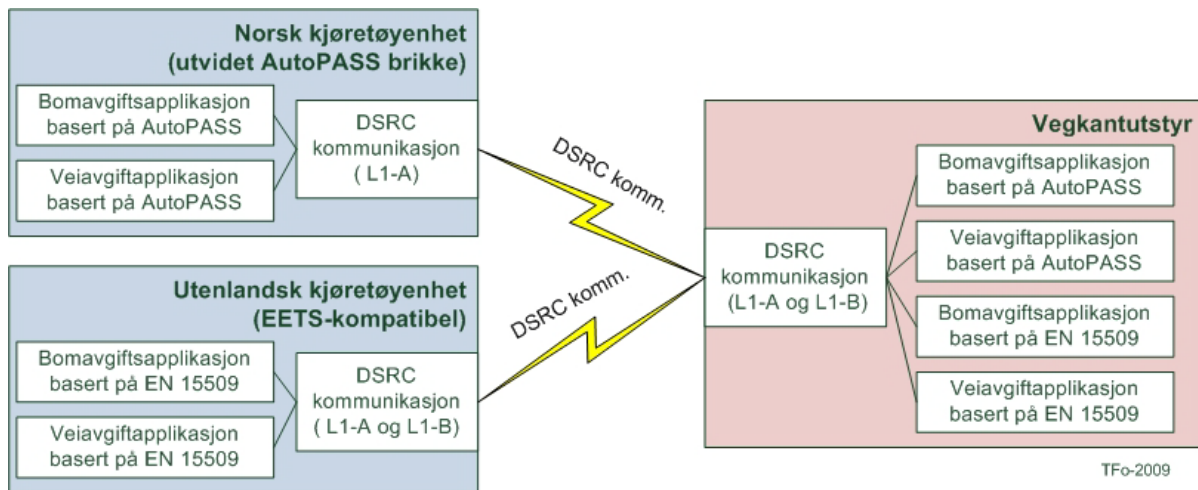 Norsk kjøretøyenhet
(utvidet AutoPASS brikke)
Bomavgiftsapplikasjon
basert på AutoPASS
Veiavgiftapplikasjon
basert på AutoPASS
DSRC
kommunikasjon
( L1-A)
DSRC komm.
Utenlandsk kjøretøyenhet
(EETS-kompatibel)
Bomavgiftsapplikasjon
basert på EN 15509
Veiavgiftapplikasjon
basert på EN 15509
DSRC
kommunikasjon
( L1-A og L1-B)
DSRC komm.
Vegkantutstyr
DSRC
kommunikasjon
(L1-A og L1-B)
Bomavgiftsapplikasjon
basert på AutoPASS
Veiavgiftapplikasjon
basert på AutoPASS
Bomavgiftsapplikasjon
basert på EN 15509
Veiavgiftapplikasjon
basert på EN 15509
TFo-2009